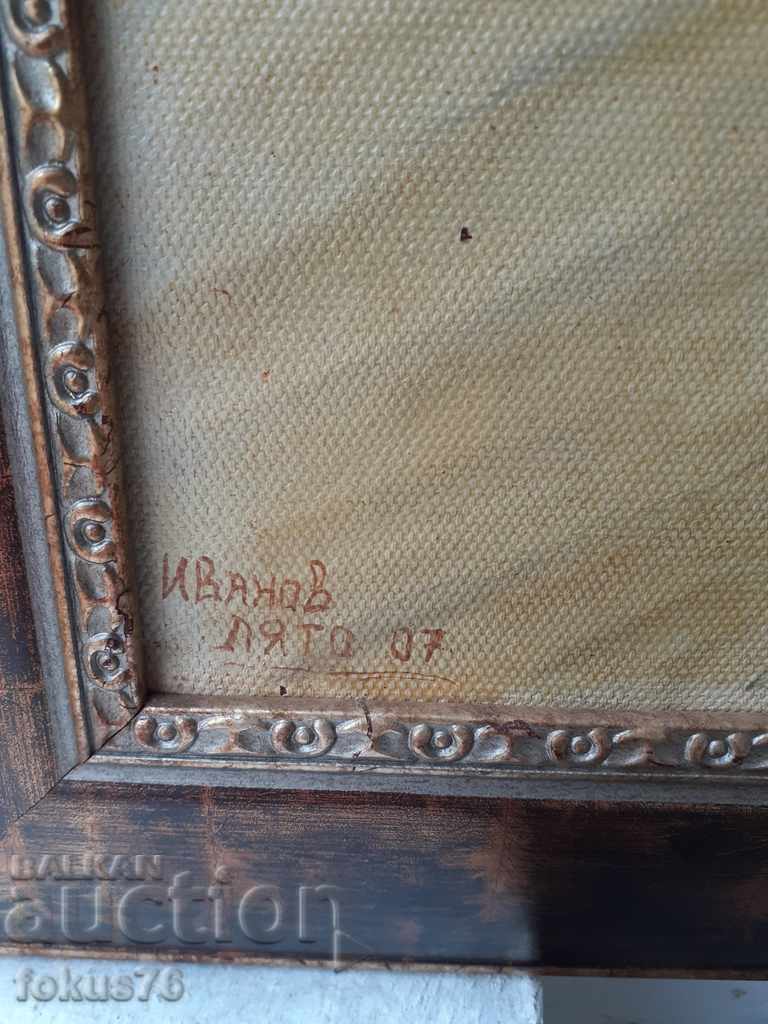 Иванов
лято 07
BALKAN
auction
fokus76